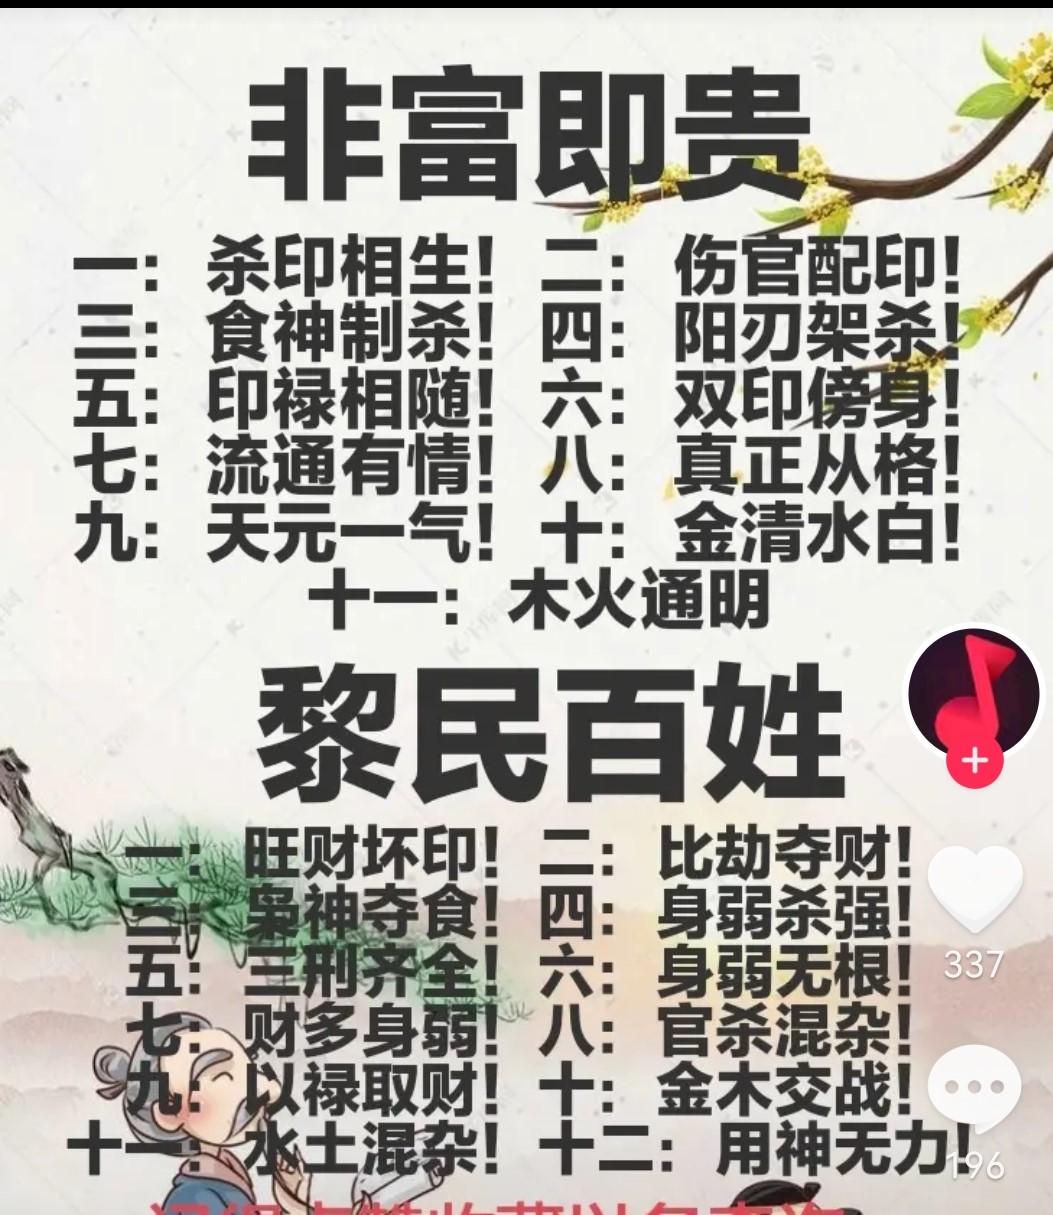 非富即贵
一：杀印相生！ 二：伤官配印！
三：食神制杀！ 四：阳刃架杀！
五：印禄相随！ 六：双印傍身！
七：流通有情！ 八：真正从格！
九：天元一气！ 十：金清水白！
十一：木火通明
黎民百姓
一：旺财坏印！ 二：比劫夺财！
三：枭神夺食！ 四：身弱杀强！
五：三刑齐全！ 六：身弱无根！
337
七：财多身弱！ 八：官杀混杂！
九：以禄取财！ 十：金木交战！
十一：水土混杂！ 十二：用神无力！
196